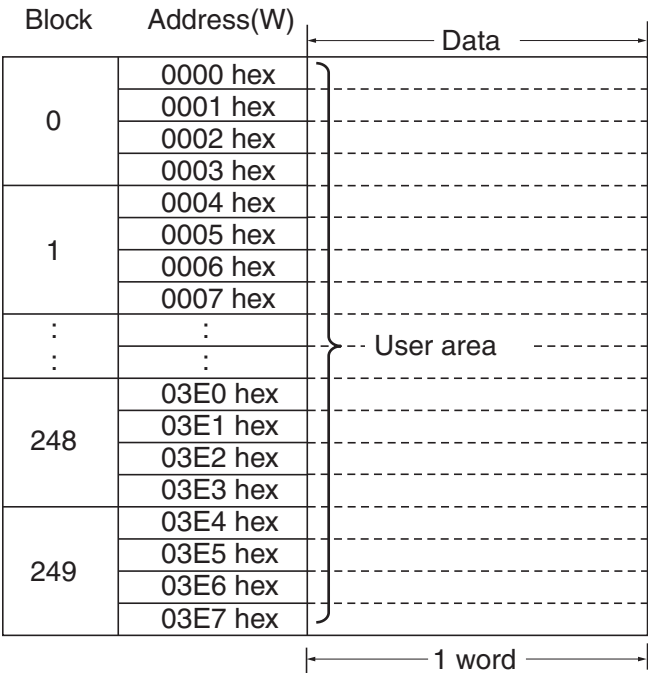 Block Address(W) Data
0000 hex
0001 hex
0
0002 hex
0003 hex
0004 hex
0005 hex
1
0006 hex
0007 hex
: :
User area
: :
03E0 hex
03E1 hex
248
03E2 hex
03E3 hex
03E4 hex
03E5 hex
249
03E6 hex
03E7 hex
1 word